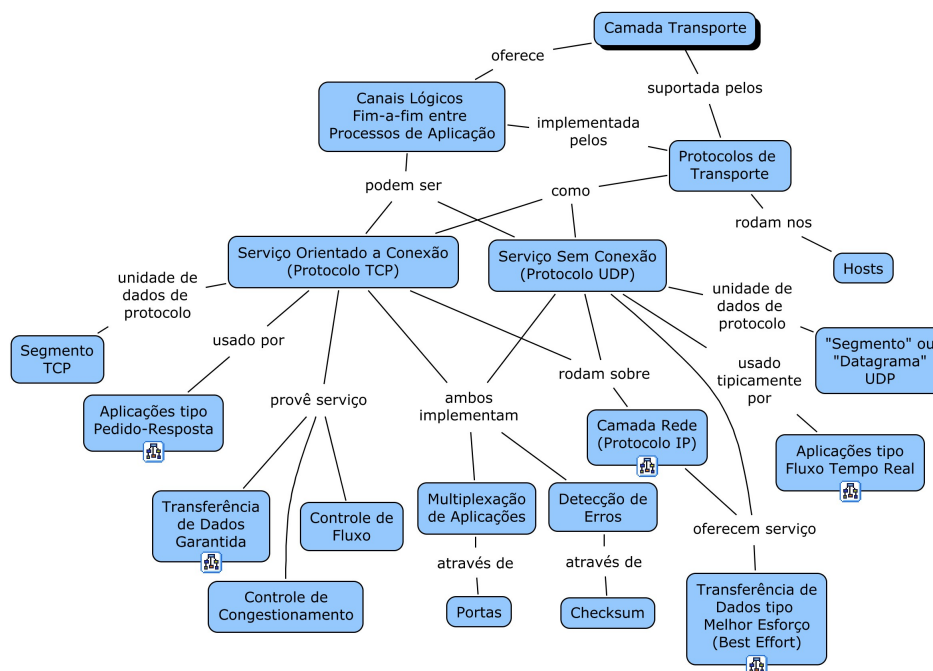 Camada Transporte
oferece
suportada pelos
Canais Lógicos
Fim-a-fim entre
Processos de Aplicação
implementada
pelos
Protocolos de
Transporte
podem ser
como
rodam nos
Hosts
Serviço Orientado a Conexão
(Protocolo TCP)
Serviço Sem Conexão
(Protocolo UDP)
unidade de
dados de
protocolo
unidade de
dados de
protocolo
Segmento
TCP
usado por
"Segmento" ou
"Datagrama"
UDP
rodam sobre
usado
tipicamente
por
Aplicações tipo
Pedido-Resposta
provê serviço
ambos
implementam
Camada Rede
(Protocolo IP)
Aplicações tipo
Fluxo Tempo Real
Transferência
de Dados
Garantida
Controle de
Fluxo
Multiplexação
de Aplicações
Detecção de
Erros
oferecem serviço
através de
através de
Controle de
Congestionamento
Portas
Checksum
Transferência de
Dados tipo
Melhor Esforço
(Best Effort)